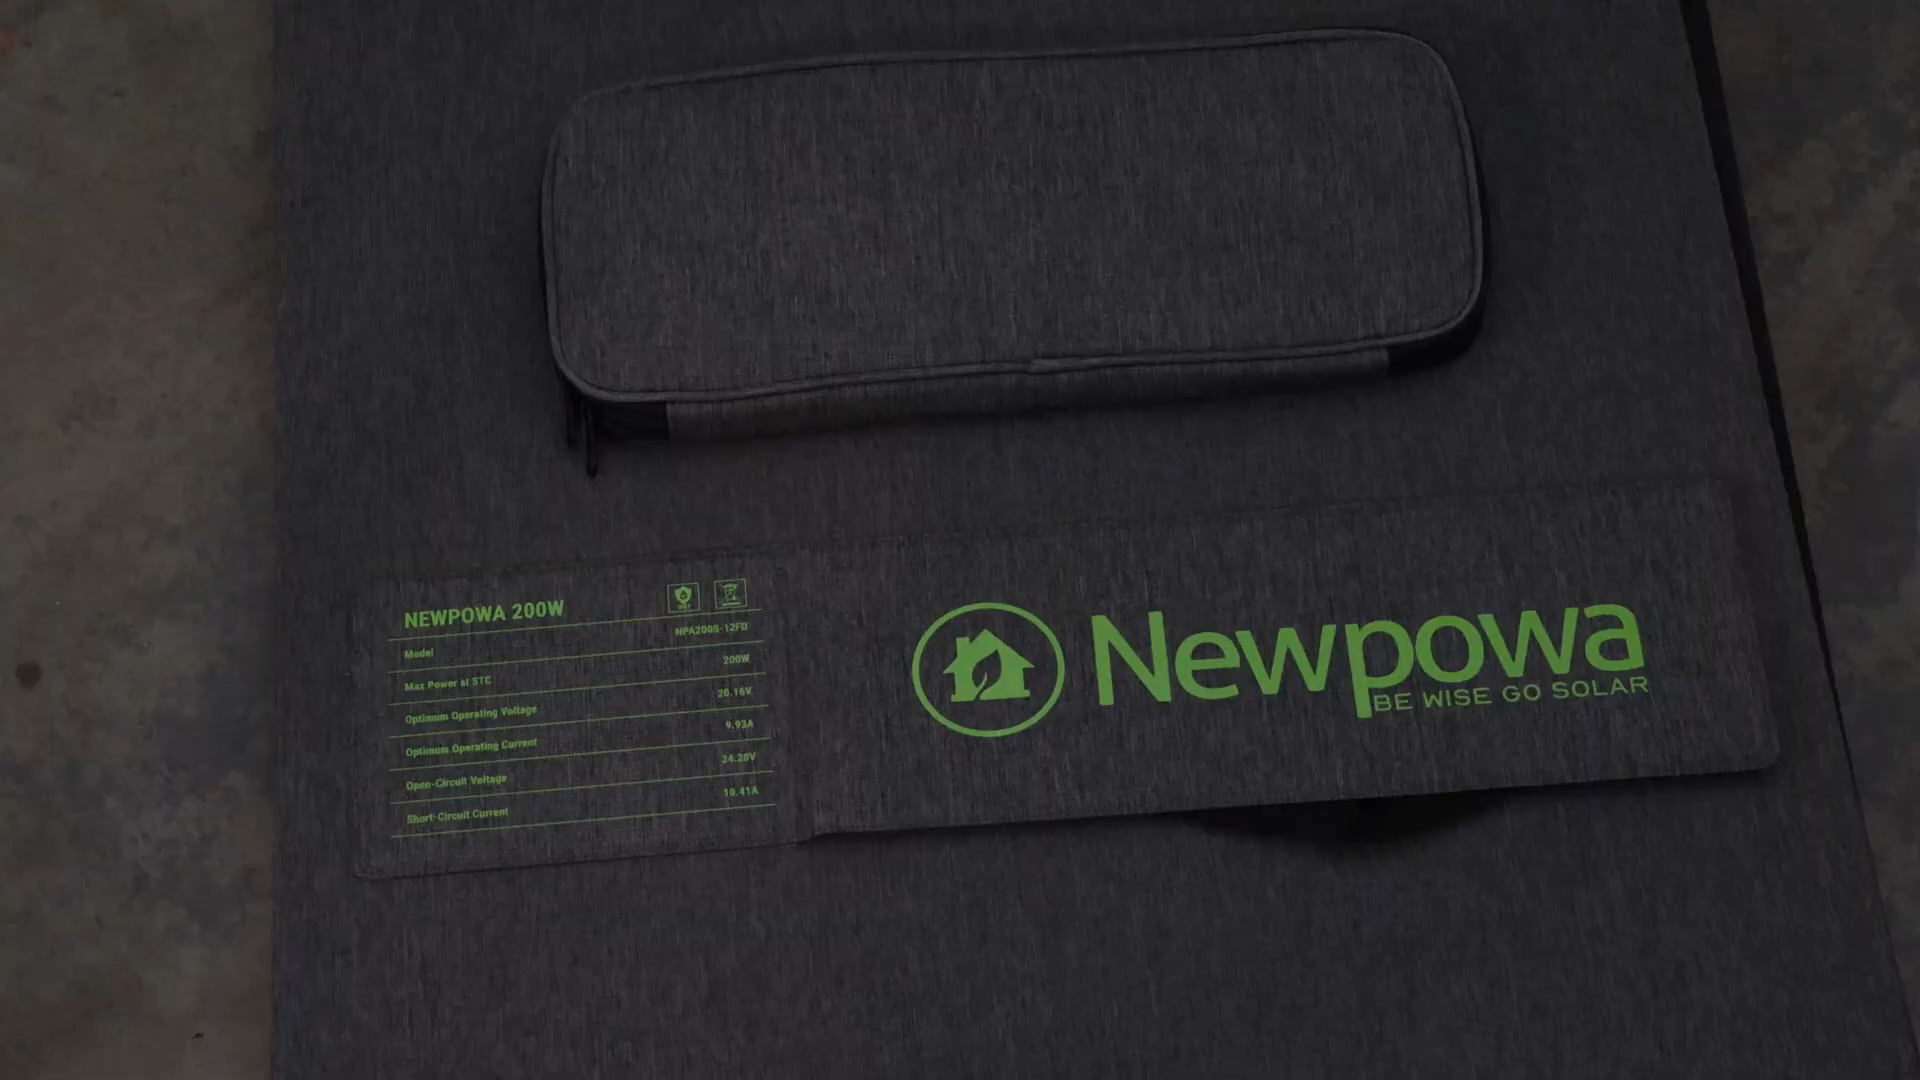 NEWPOWA 200W
Model NPA200S-12FD
Max Power at STC 200W
Optimum Operating Voltage 20.16V
Optimum Operating Current 9.93A
Open-Circuit Voltage 24.28V
Short-Circuit Current 10.41A
Newpowa
BE WISE GO SOLAR